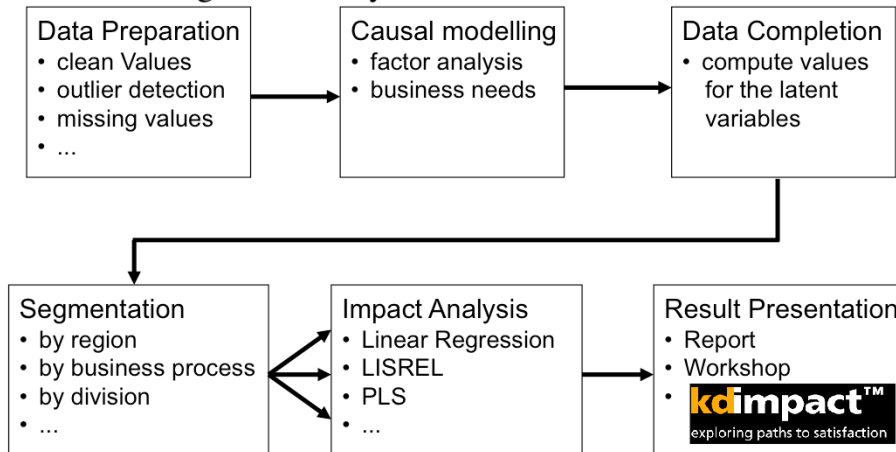 Data Preparation
• clean Values
• outlier detection
• missing values
• ...
Causal modelling
• factor analysis
• business needs
Data Completion
• compute values
for the latent
variables
Segmentation
• by region
• by business process
• by division
• ...
Impact Analysis
• Linear Regression
• LISREL
• PLS
• ...
Result Presentation
• Report
• Workshop
• kdimpact™
exploring paths to satisfaction